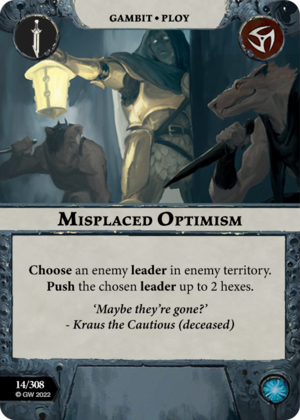 GAMBIT • PLOY
MISPLACED OPTIMISM
Choose an enemy leader in enemy territory.
Push the chosen leader up to 2 hexes.
‘Maybe they’re gone?’
- Kraus the Cautious (deceased)
14/308
© GW 2022